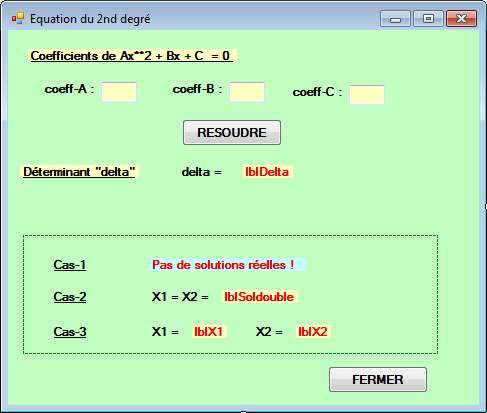 Equation du 2nd degré
Coefficients de Ax**2 + Bx + C = 0
coeff-A : coeff-B : coeff-C :
RESOUDRE
Déterminant "delta" delta = lblDelta
Cas-1 Pas de solutions réelles !
Cas-2 X1 = X2 = lblSoldouble
Cas-3 X1 = lblX1 X2 = lblX2
FERMER